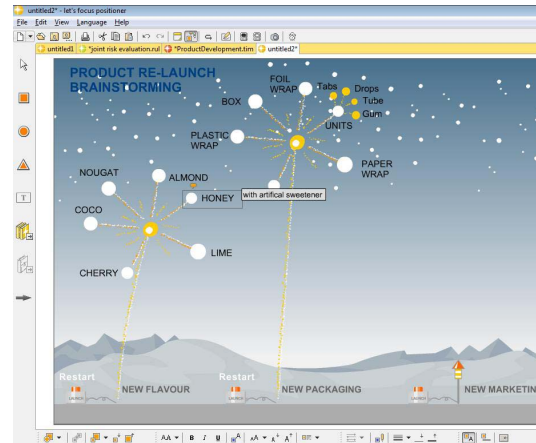 untitled2* - let's focus positioner
File Edit View Language Help
untitled1 *joint risk evaluation.rul *ProductDevelopment.tim untitled2*
PRODUCT RE-LAUNCH
BRAINSTORMING
FOIL
WRAP
Tabs
Drops
Tube
Gum
BOX
UNITS
PLASTIC
WRAP
PAPER
WRAP
NOUGAT
ALMOND
HONEY
with artifical sweetener
COCO
LIME
CHERRY
Restart
Restart
NEW FLAVOUR
NEW PACKAGING
NEW MARKETIN